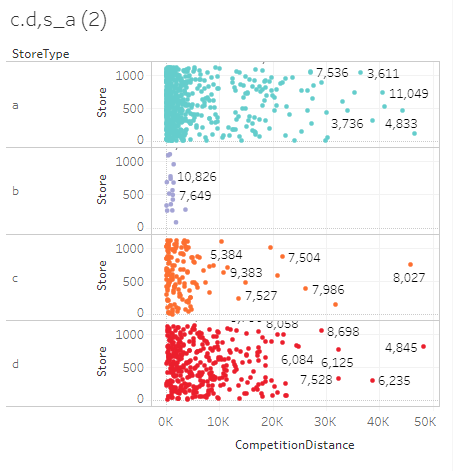 c.d,s_a (2)
StoreType
a
Store
1000
500
0
7,536
3,611
11,049
3,736
4,833
b
Store
1000
500
0
10,826
7,649
c
Store
1000
500
0
5,384
7,504
9,383
8,027
7,527
7,986
d
Store
1000
500
0
8,058
8,698
4,845
6,084
6,125
7,528
6,235
0K 10K 20K 30K 40K 50K
CompetitionDistance